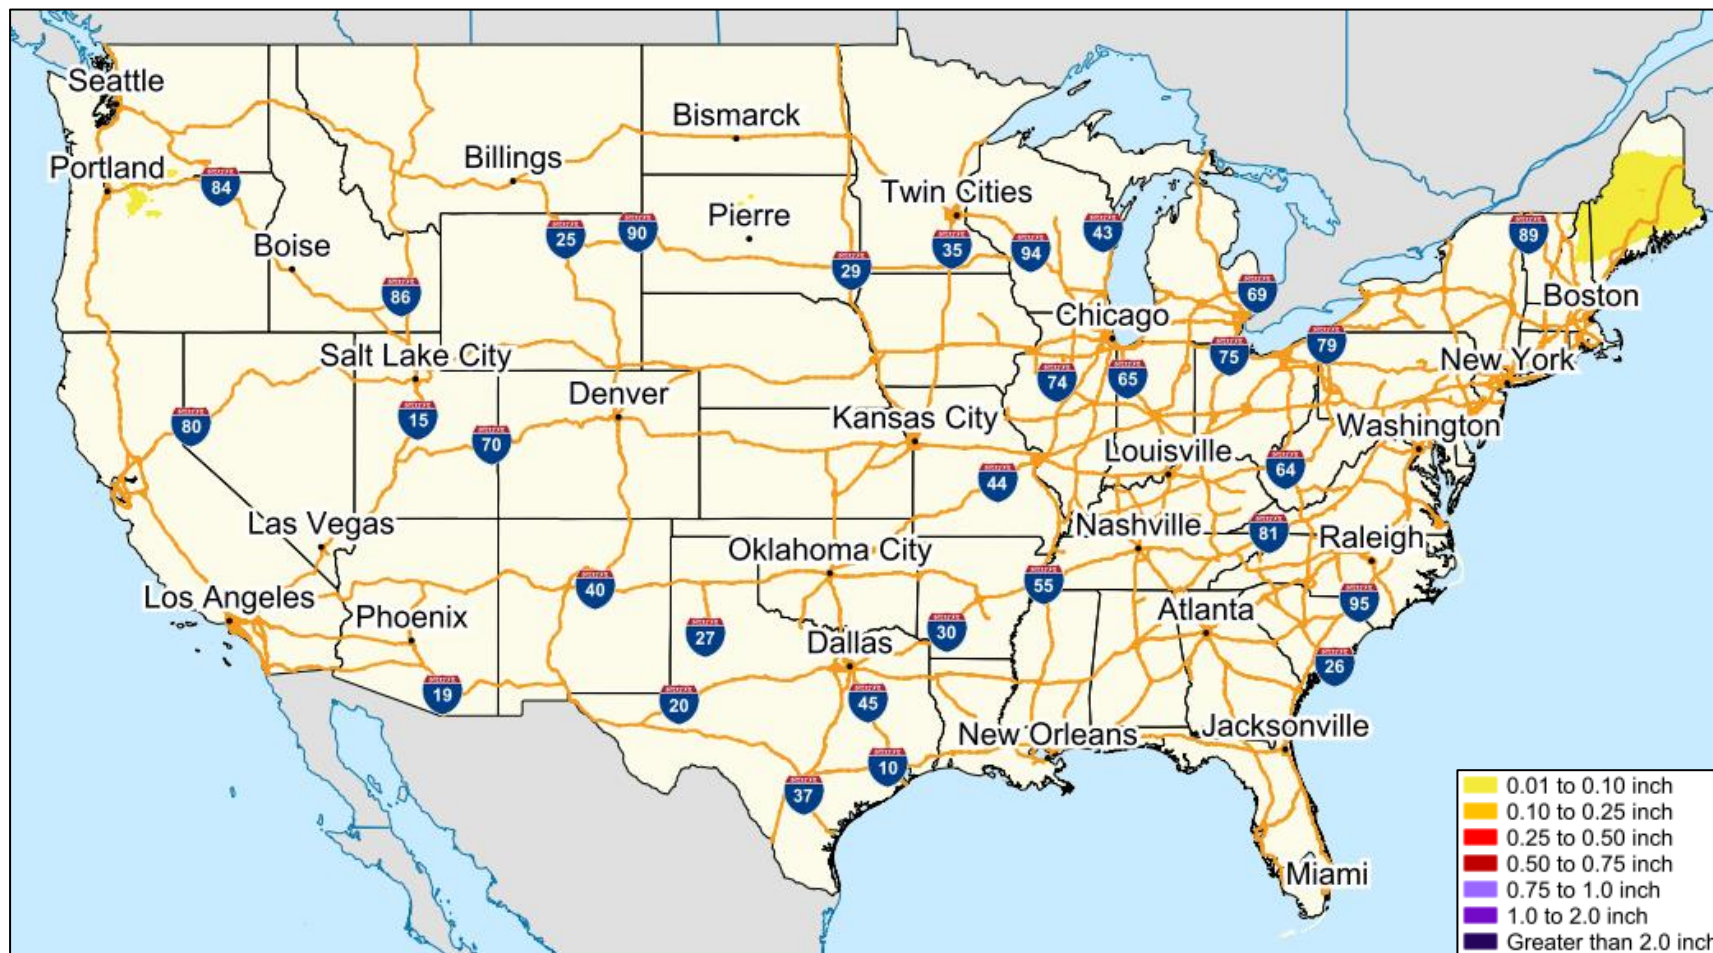 Seattle
Bismarck
Billings
Portland
84
Twin Cities
Pierre
25
90
43
89
Boise
35
94
29
86
69
Boston
Chicago
Salt Lake City
79
75
New York
74
65
Denver
15
80
Kansas City
Washington
70
Louisville
64
44
Las Vegas
Nashville
81
Raleigh
Oklahoma City
40
55
Los Angeles
95
Phoenix
Atlanta
27
30
Dallas
26
19
20
45
New Orleans
Jacksonville
10
37
Miami
0.01 to 0.10 inch
0.10 to 0.25 inch
0.25 to 0.50 inch
0.50 to 0.75 inch
0.75 to 1.0 inch
1.0 to 2.0 inch
Greater than 2.0 inch